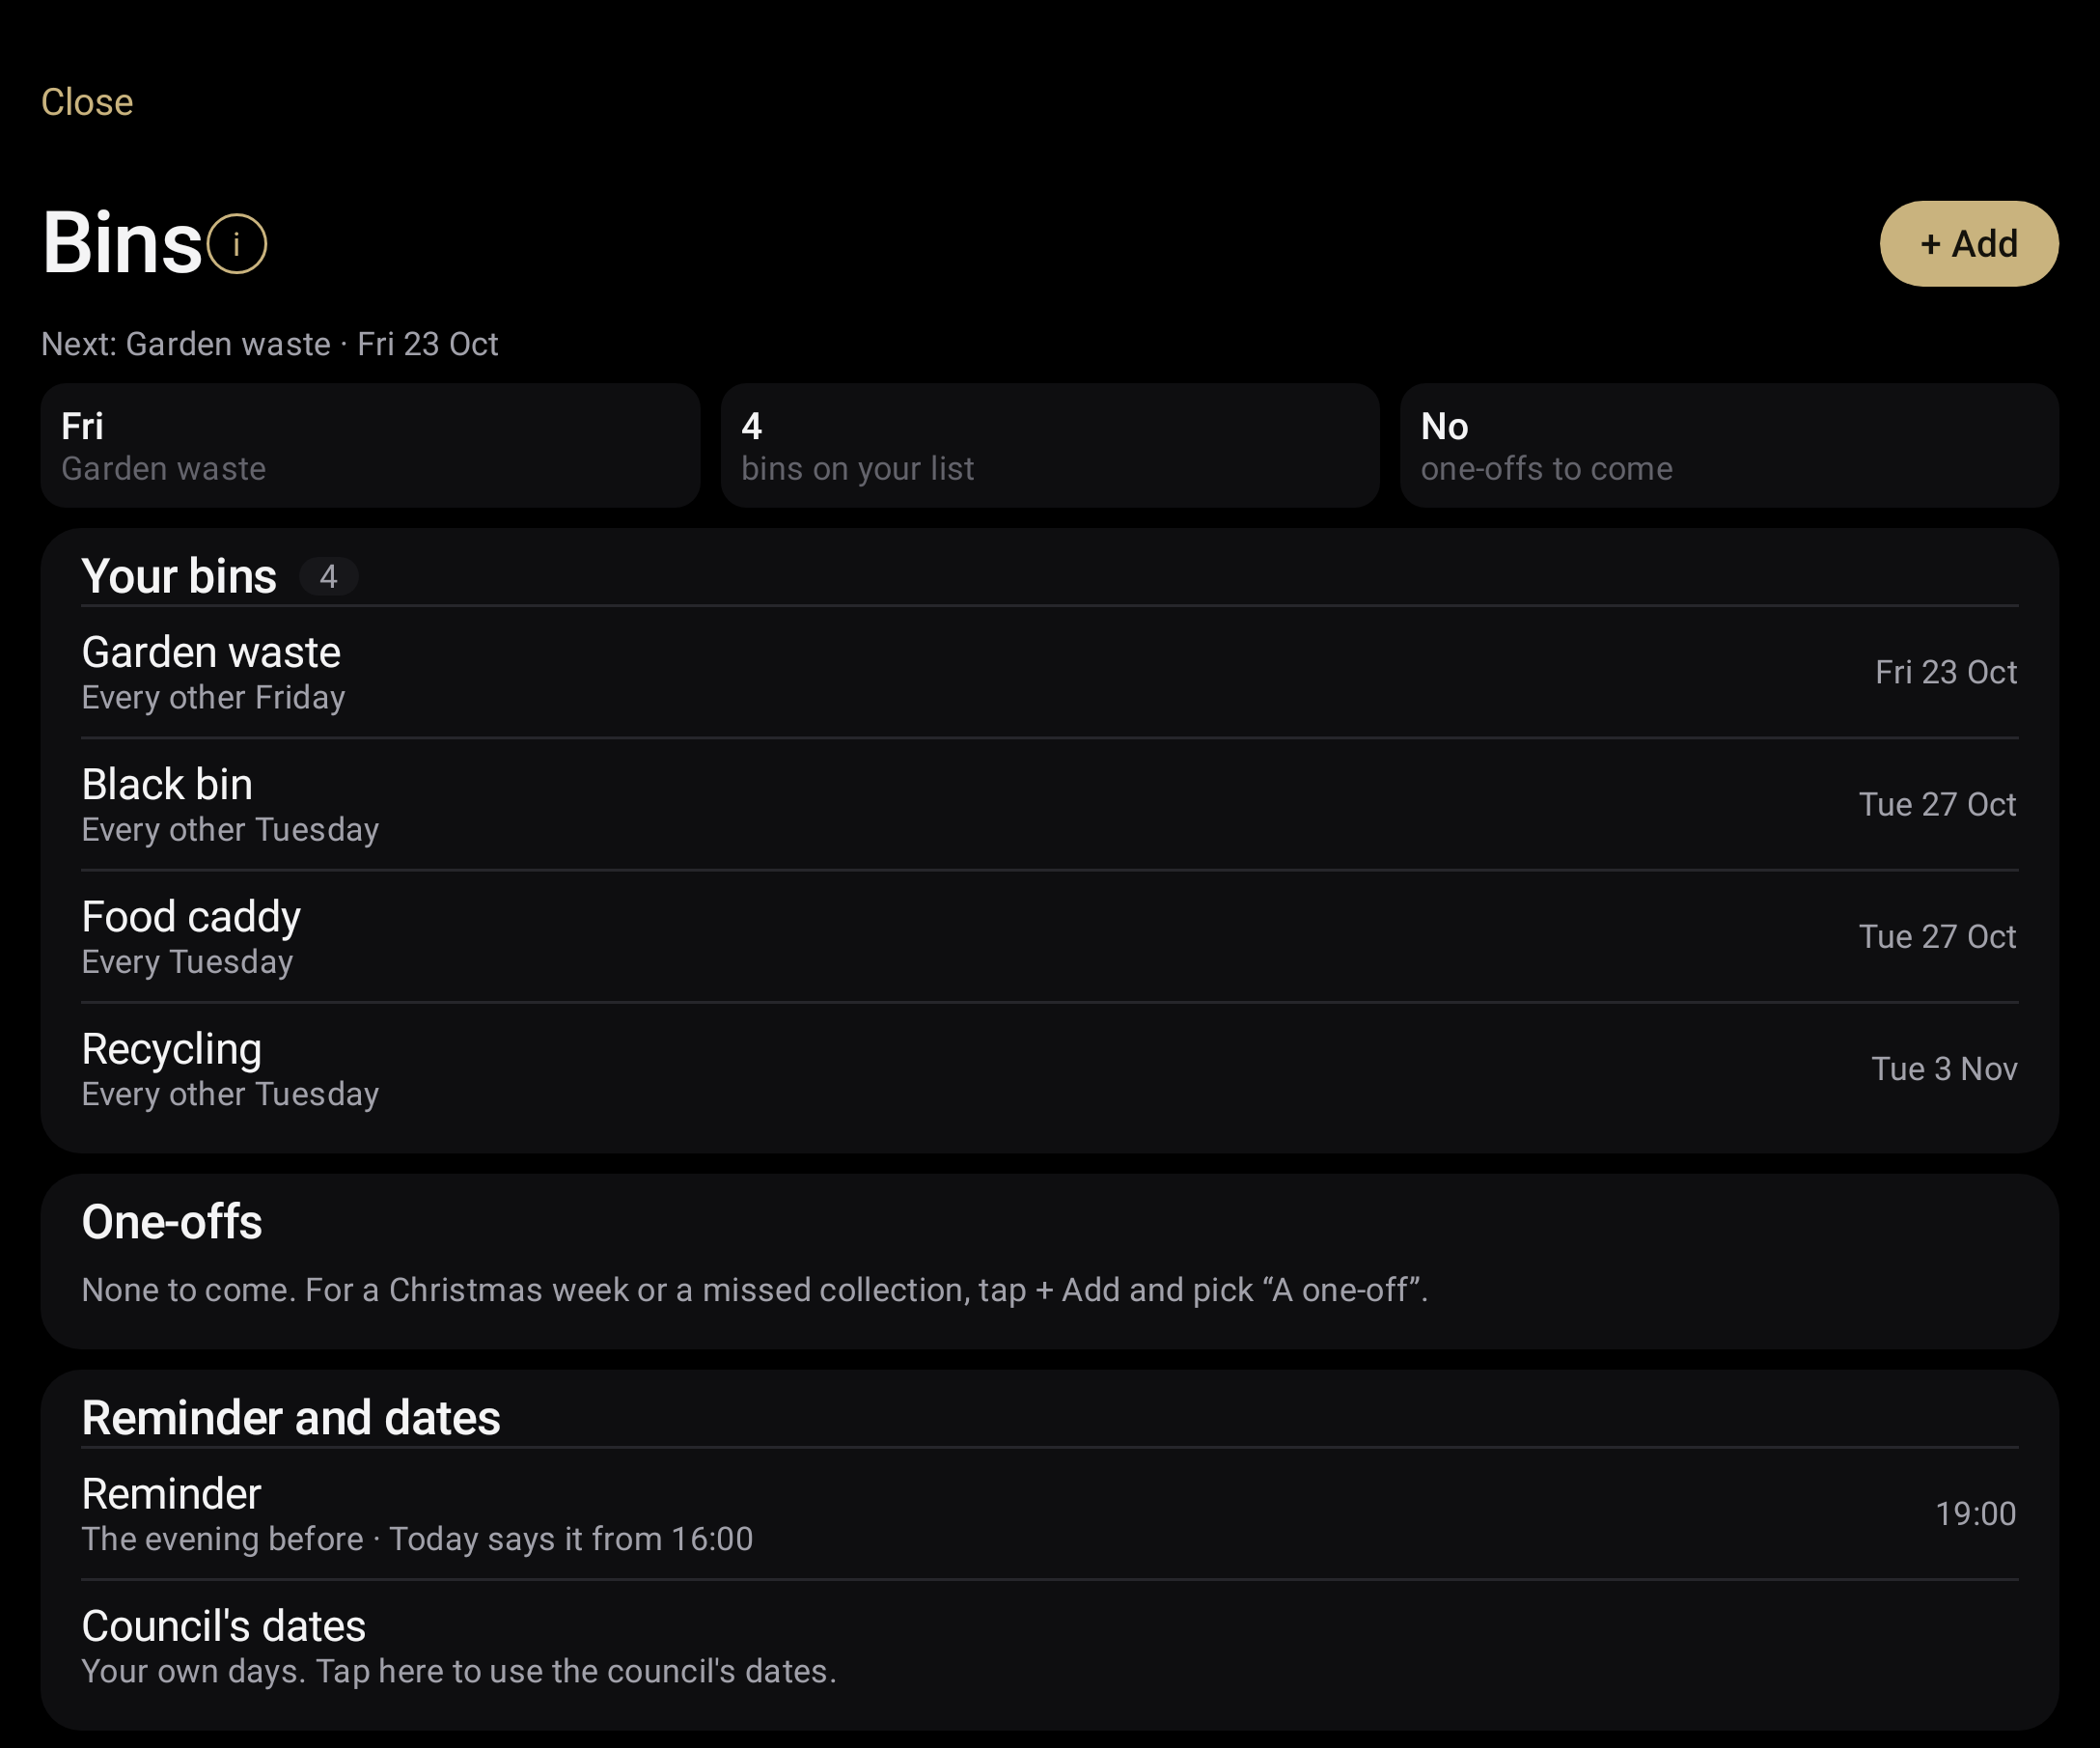 Close
Bins
i
+ Add
Next: Garden waste · Fri 23 Oct
Fri
Garden waste
4
bins on your list
No
one-offs to come
Your bins 4
Garden waste
Every other Friday
Fri 23 Oct
Black bin
Every other Tuesday
Tue 27 Oct
Food caddy
Every Tuesday
Tue 27 Oct
Recycling
Every other Tuesday
Tue 3 Nov
One-offs
None to come. For a Christmas week or a missed collection, tap + Add and pick “A one-off”.
Reminder and dates
Reminder
The evening before · Today says it from 16:00
19:00
Council's dates
Your own days. Tap here to use the council's dates.